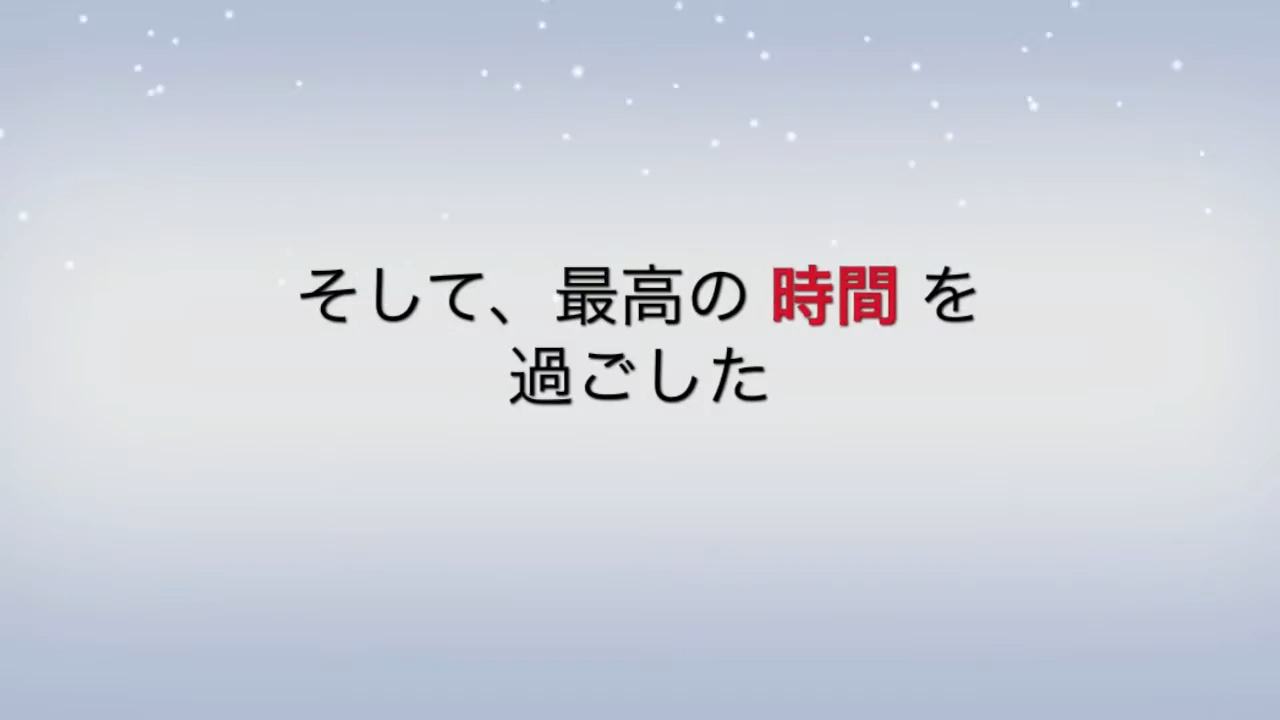 そして、最高の 時間 を
過ごした